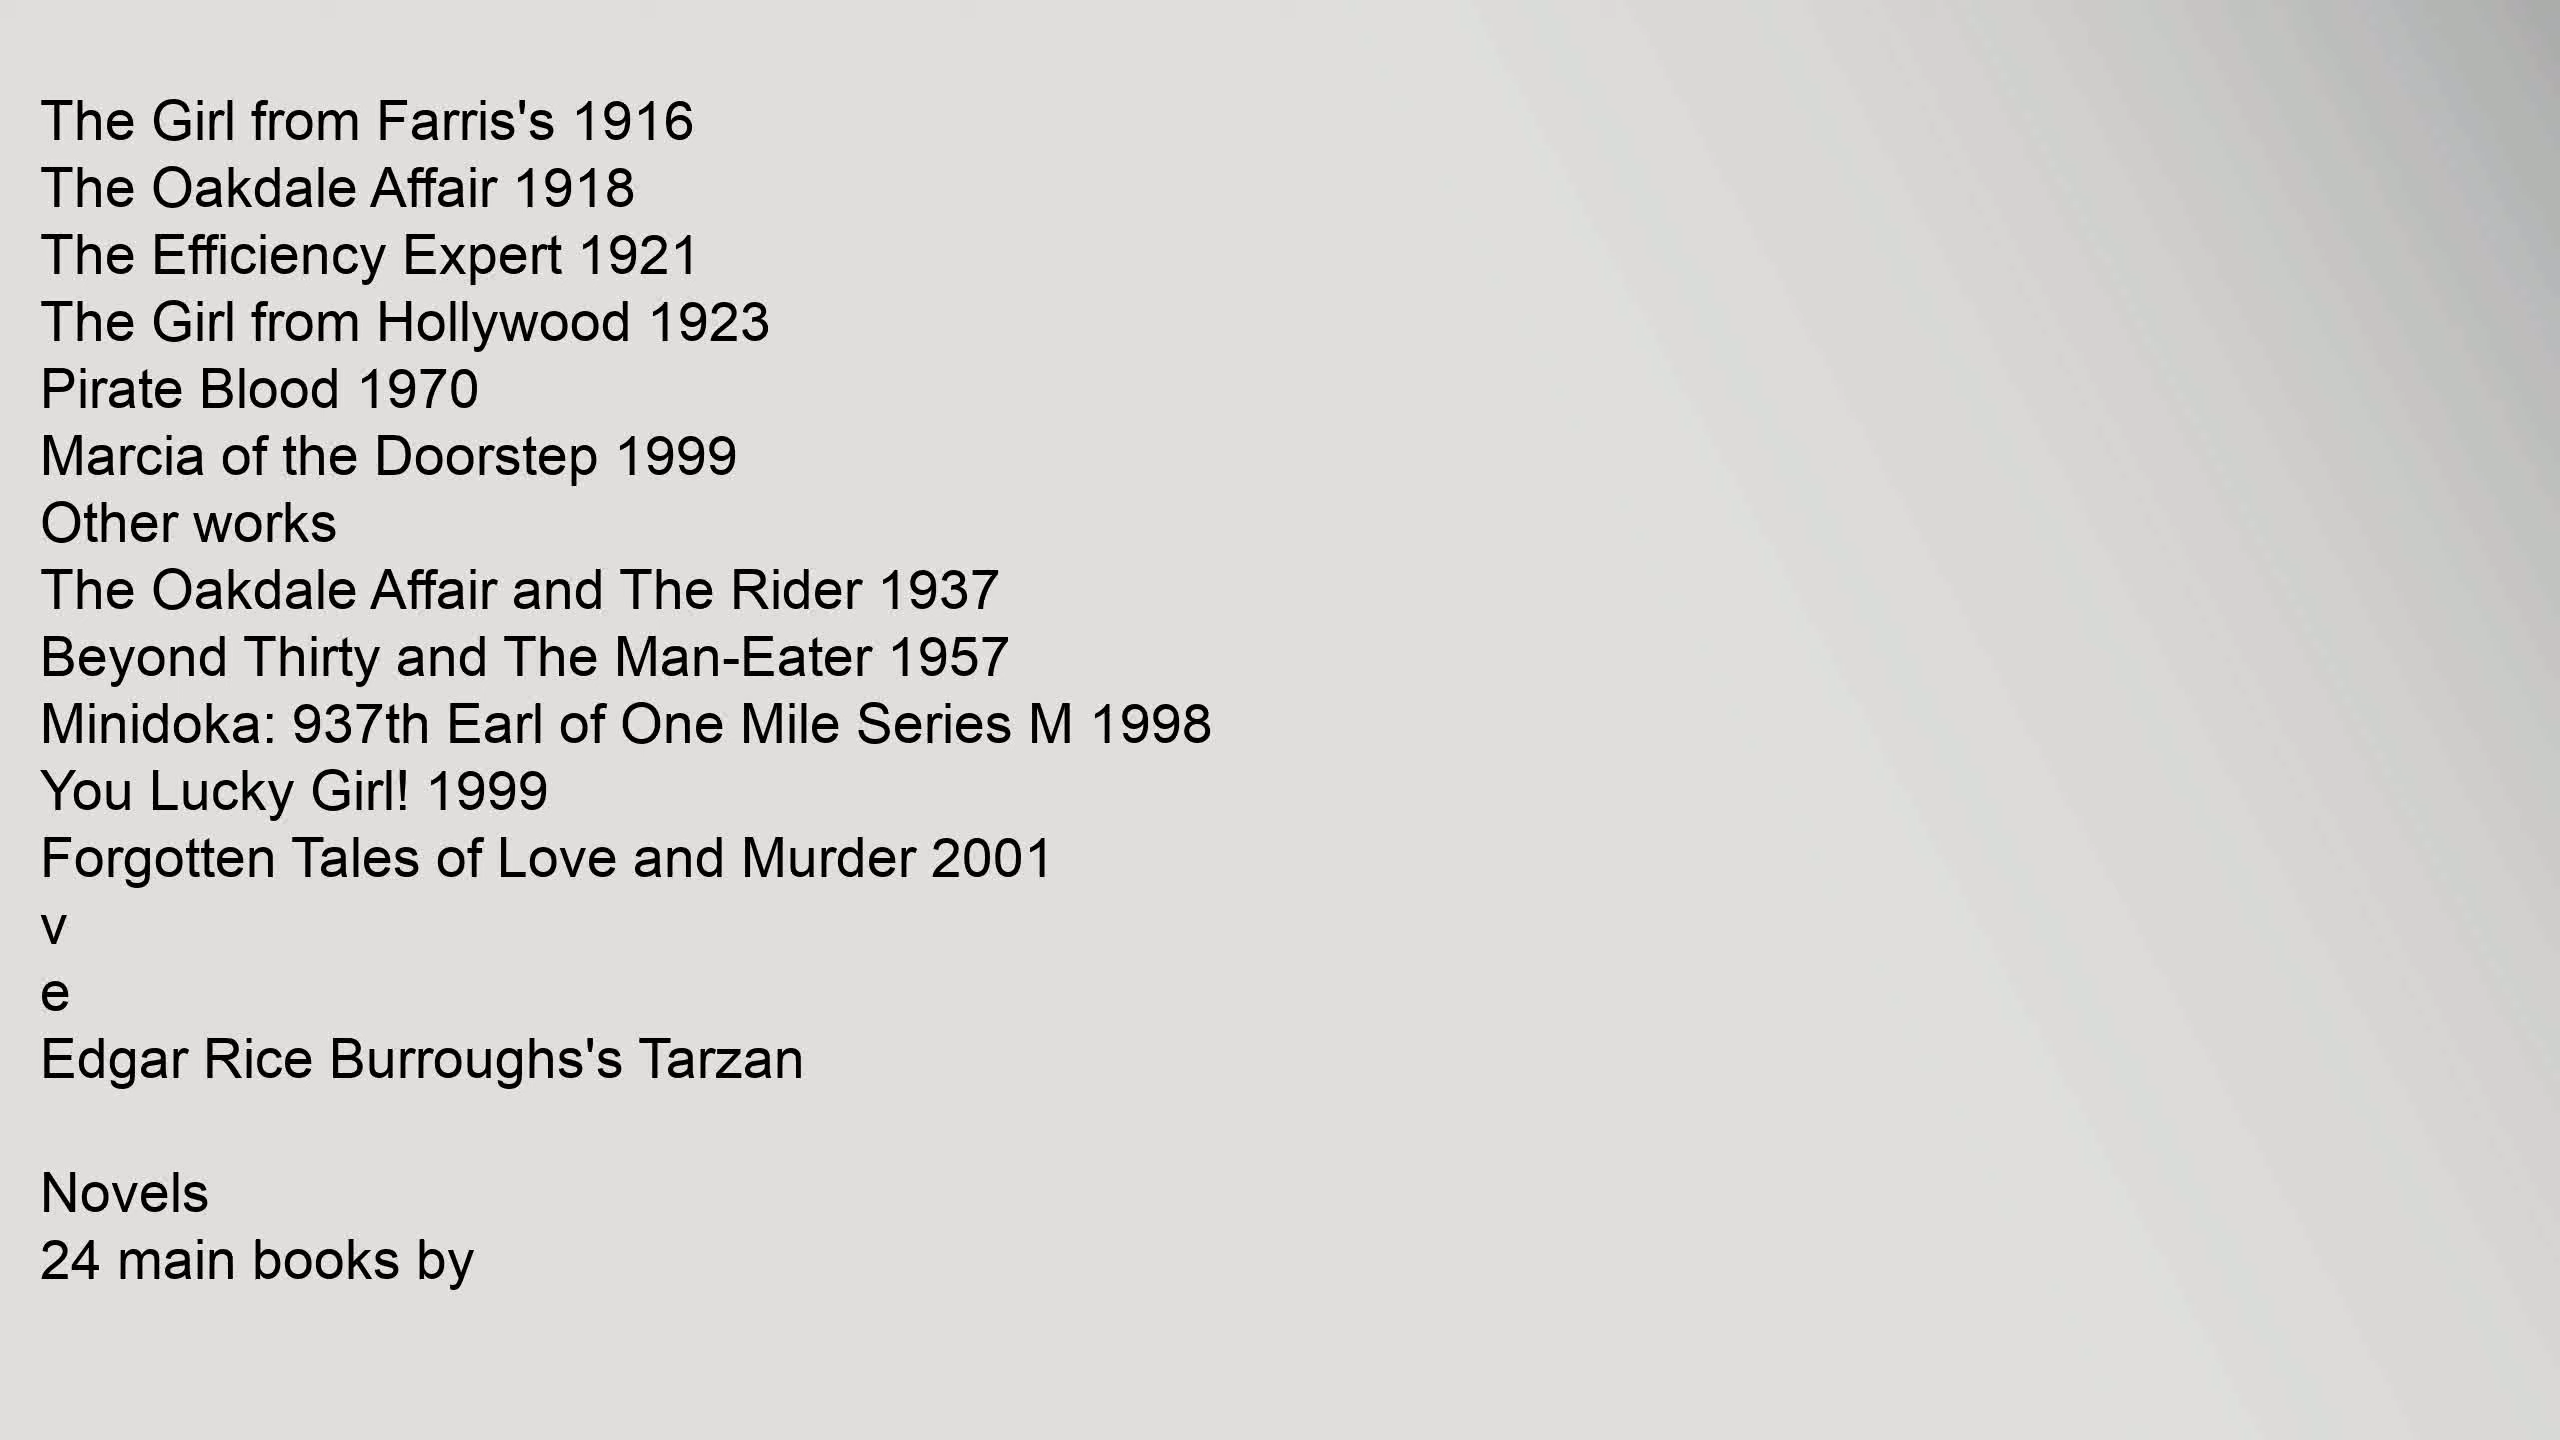 The Girl from Farris's 1916
The Oakdale Affair 1918
The Efficiency Expert 1921
The Girl from Hollywood 1923
Pirate Blood 1970
Marcia of the Doorstep 1999
Other works
The Oakdale Affair and The Rider 1937
Beyond Thirty and The Man-Eater 1957
Minidoka: 937th Earl of One Mile Series M 1998
You Lucky Girl! 1999
Forgotten Tales of Love and Murder 2001
v
e
Edgar Rice Burroughs's Tarzan
Novels
24 main books by